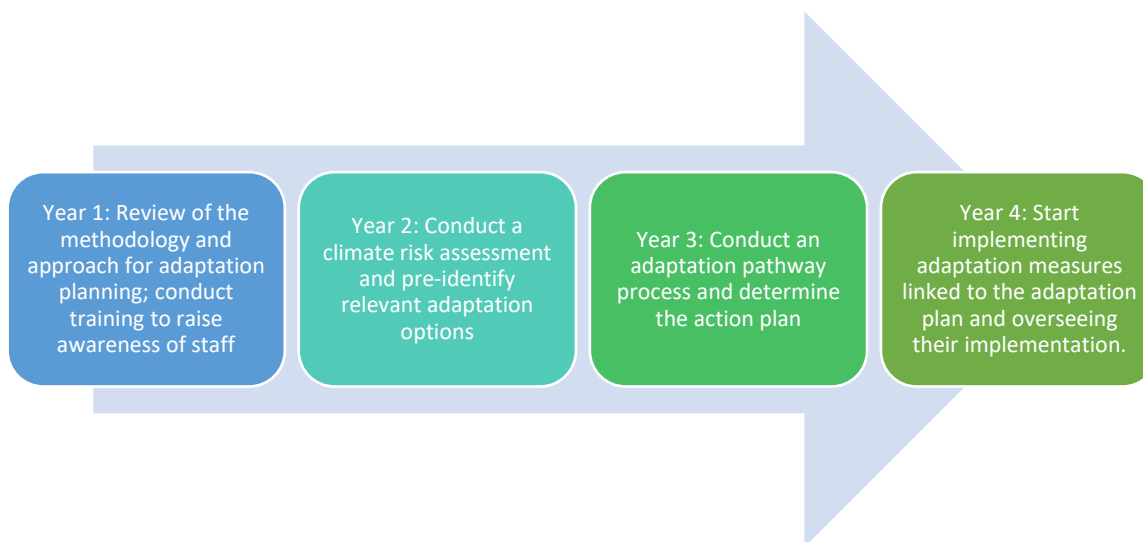 Year 1: Review of the
methodology and
approach for adaptation
planning; conduct
training to raise
awareness of staff
Year 2: Conduct a
climate risk assessment
and pre-identify
relevant adaptation
options
Year 3: Conduct an
adaptation pathway
process and determine
the action plan
Year 4: Start
implementing
adaptation measures
linked to the adaptation
plan and overseeing
their implementation.